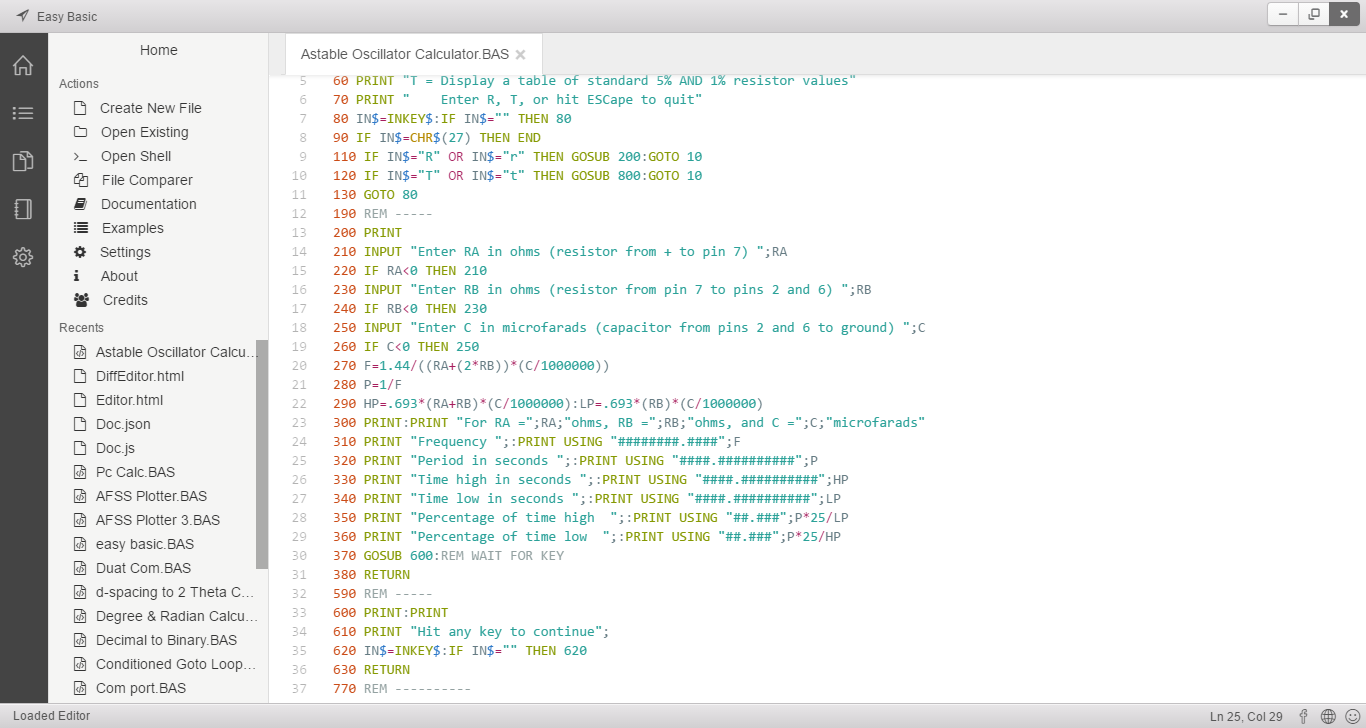 Easy Basic
Home
Actions
Create New File
Open Existing
Open Shell
File Comparer
Documentation
Examples
Settings
About
Credits
Recents
Astable Oscillator Calcu...
DiffEditor.html
Editor.html
Doc.json
Doc.js
Pc Calc.BAS
AFSS Plotter.BAS
AFSS Plotter 3.BAS
easy basic.BAS
Duat Com.BAS
d-spacing to 2 Theta C...
Degree & Radian Calcu...
Decimal to Binary.BAS
Conditioned Goto Loop...
Com port.BAS
Astable Oscillator Calculator.BAS
5 60 PRINT "T = Display a table of standard 5% AND 1% resistor values"
6 70 PRINT "    Enter R, T, or hit ESCape to quit"
7 80 IN$=INKEY$:IF IN$="" THEN 80
8 90 IF IN$=CHR$(27) THEN END
9 110 IF IN$="R" OR IN$="r" THEN GOSUB 200:GOTO 10
10 120 IF IN$="T" OR IN$="t" THEN GOSUB 800:GOTO 10
11 130 GOTO 80
12 190 REM -----
13 200 PRINT
14 210 INPUT "Enter RA in ohms (resistor from + to pin 7) ";RA
15 220 IF RA<0 THEN 210
16 230 INPUT "Enter RB in ohms (resistor from pin 7 to pins 2 and 6) ";RB
17 240 IF RB<0 THEN 230
18 250 INPUT "Enter C in microfarads (capacitor from pins 2 and 6 to ground) ";C
19 260 IF C<0 THEN 250
20 270 F=1.44/((RA+(2*RB))*(C/1000000))
21 280 P=1/F
22 290 HP=.693*(RA+RB)*(C/1000000):LP=.693*(RB)*(C/1000000)
23 300 PRINT:PRINT "For RA =";RA;"ohms, RB =";RB;"ohms, and C =";C;"microfarads"
24 310 PRINT "Frequency ";:PRINT USING "########.####";F
25 320 PRINT "Period in seconds ";:PRINT USING "####.##########";P
26 330 PRINT "Time high in seconds ";:PRINT USING "####.##########";HP
27 340 PRINT "Time low in seconds ";:PRINT USING "####.##########";LP
28 350 PRINT "Percentage of time high  ";:PRINT USING "##.###";P*25/LP
29 360 PRINT "Percentage of time low  ";:PRINT USING "##.###";P*25/HP
30 370 GOSUB 600:REM WAIT FOR KEY
31 380 RETURN
32 590 REM -----
33 600 PRINT:PRINT
34 610 PRINT "Hit any key to continue";
35 620 IN$=INKEY$:IF IN$="" THEN 620
36 630 RETURN
37 770 REM ----------
Loaded Editor
Ln 25, Col 29